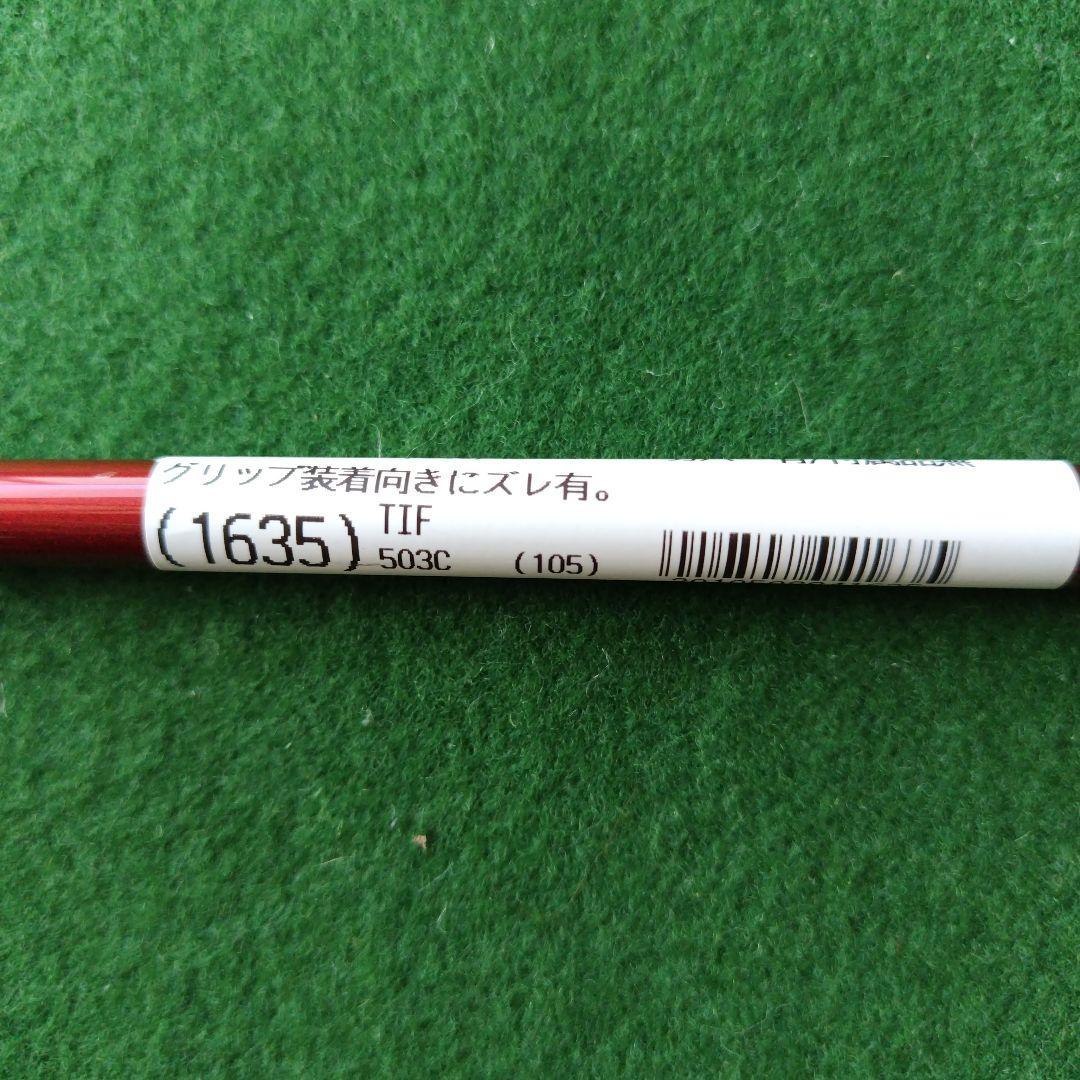 グリップ装着向きにズレ有。
(1635)
TIF
503C (105)